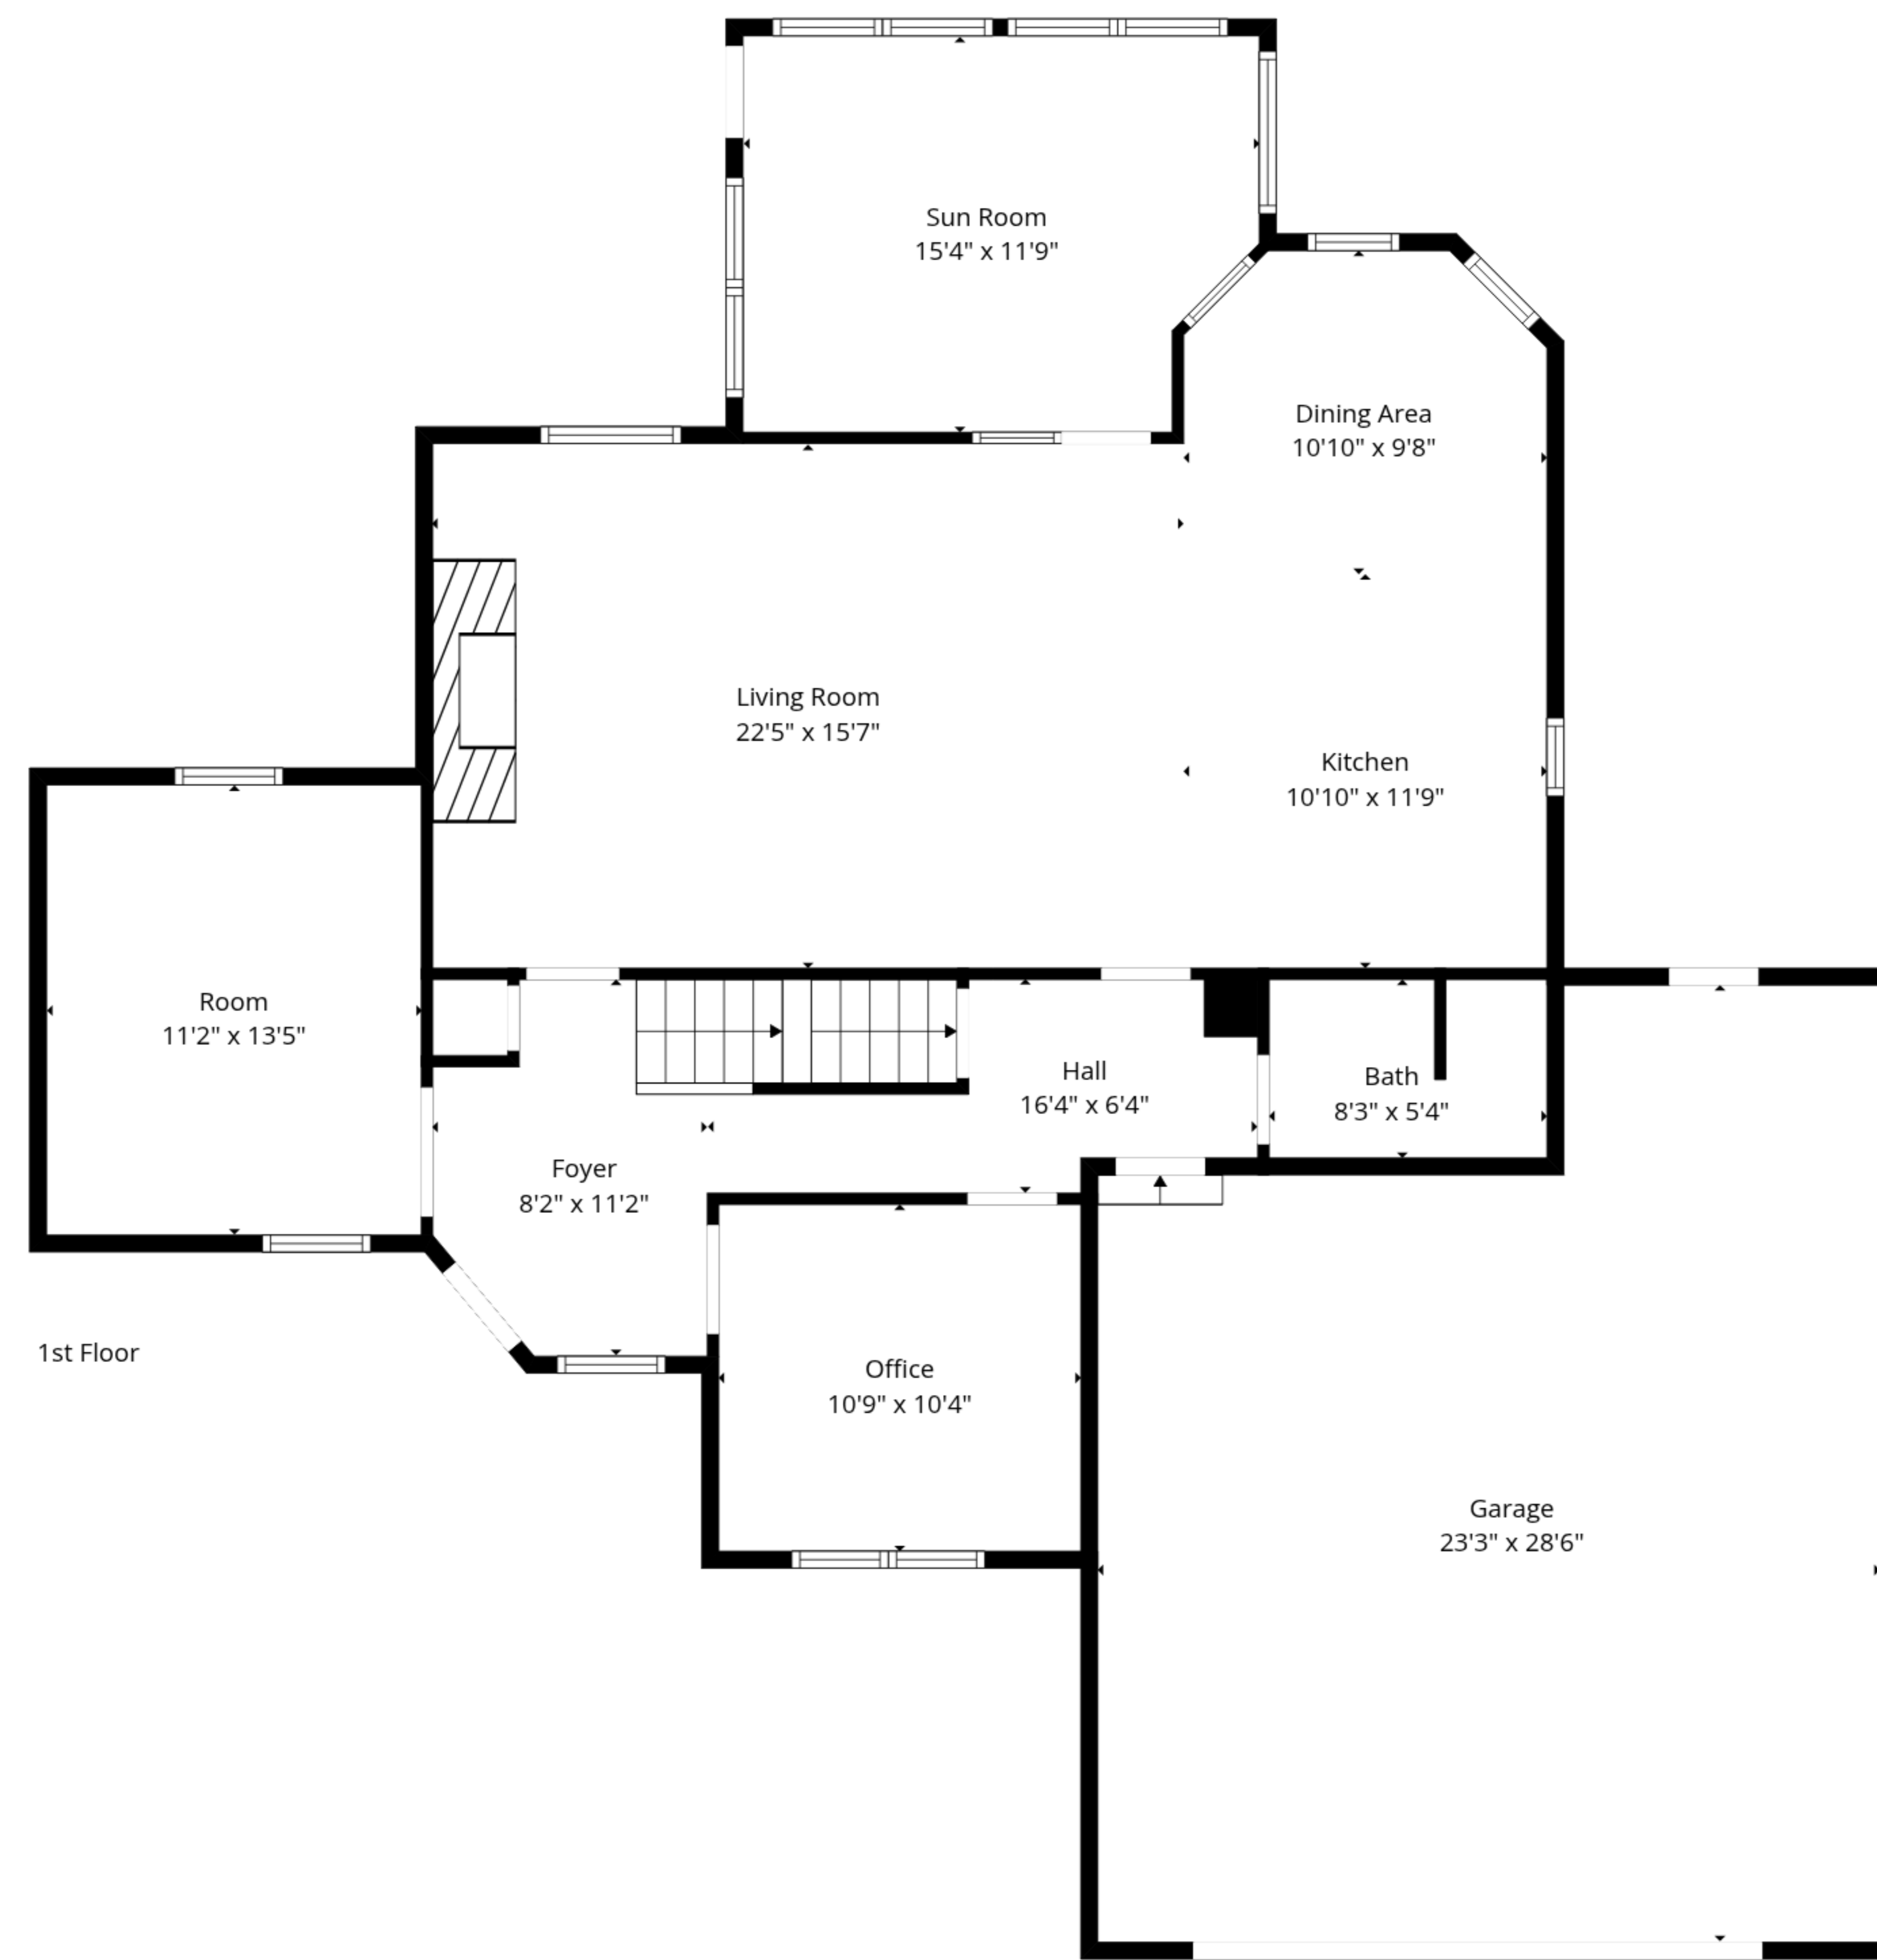 Sun Room
15'4" x 11'9"
Dining Area
10'10" x 9'8"
Living Room
22'5" x 15'7"
Kitchen
10'10" x 11'9"
Room
11'2" x 13'5"
Hall
16'4" x 6'4"
Bath
8'3" x 5'4"
Foyer
8'2" x 11'2"
1st Floor
Office
10'9" x 10'4"
Garage
23'3" x 28'6"